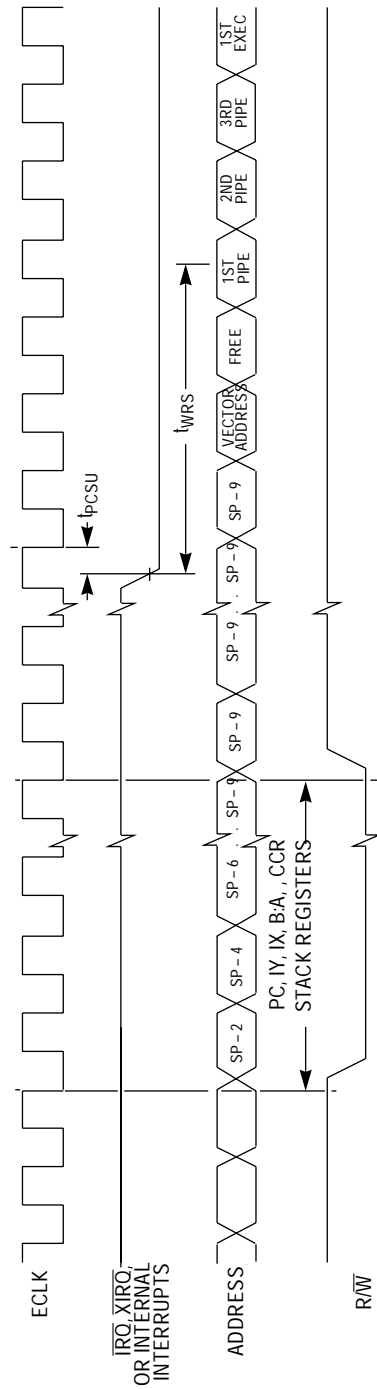 ECLK
t PCSU
IRQ, XIRQ,
OR INTERNAL
INTERRUPTS
t WRS
ADDRESS
SP – 2
SP – 4
SP – 6 . . SP – 9
SP – 9
SP – 9 . . SP – 9
SP – 9
VECTOR
ADDRESS
FREE
1ST
PIPE
2ND
PIPE
3RD
PIPE
1ST
EXEC
PC, IY, IX, B:A, , CCR
STACK REGISTERS
R/W